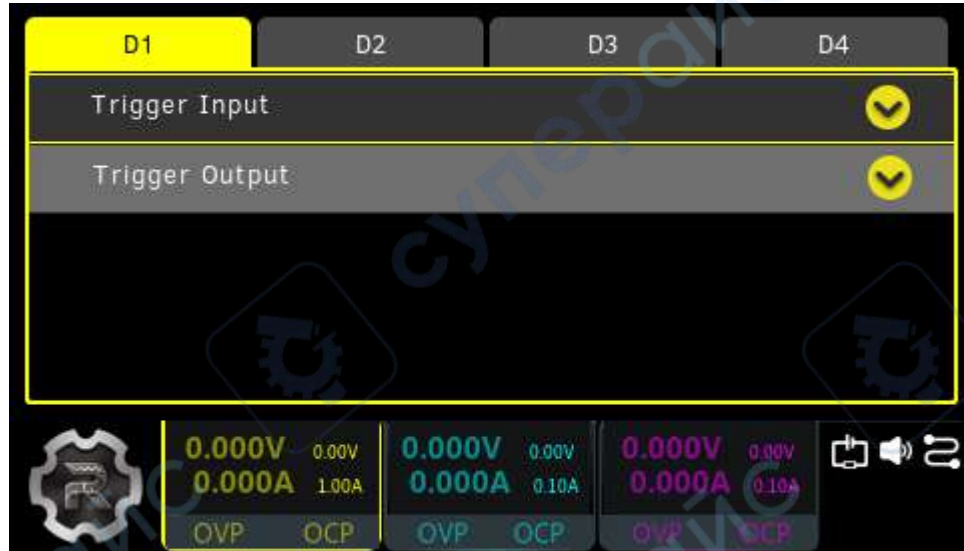 D1 D2 D3 D4
Trigger Input
Trigger Output
0.000V 0.00V 0.000V 0.00V 0.000V 0.00V
0.000A 1.00A 0.000A 0.10A 0.000A 0.10A
OVP OCP OVP OCP OVP OCP
супер